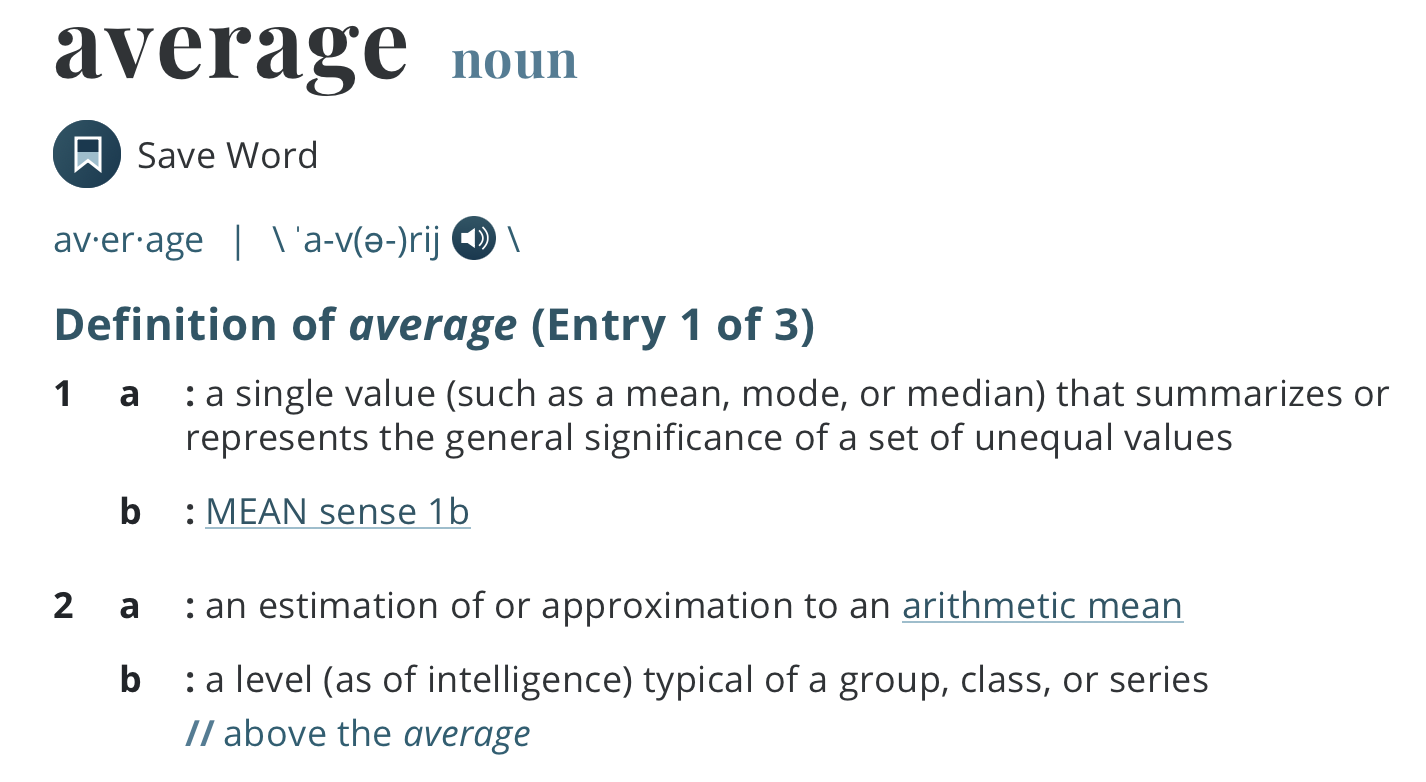 average noun
Save Word
av·er·age | \ ˈa-v(ə-)rij \
Definition of average (Entry 1 of 3)
1 a : a single value (such as a mean, mode, or median) that summarizes or
represents the general significance of a set of unequal values
b : MEAN sense 1b
2 a : an estimation of or approximation to an arithmetic mean
b : a level (as of intelligence) typical of a group, class, or series
// above the average